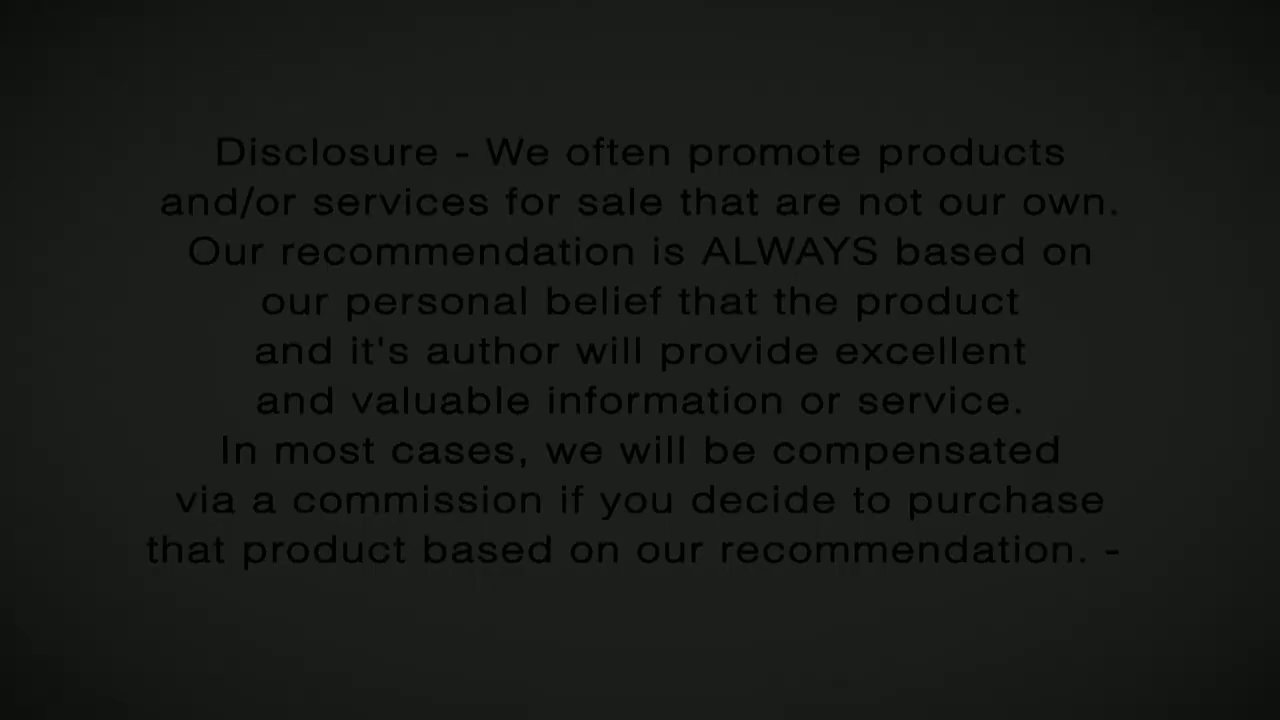 Disclosure - We often promote products
and/or services for sale that are not our own.
Our recommendation is ALWAYS based on
our personal belief that the product
and it's author will provide excellent
and valuable information or service.
In most cases, we will be compensated
via a commission if you decide to purchase
that product based on our recommendation. -